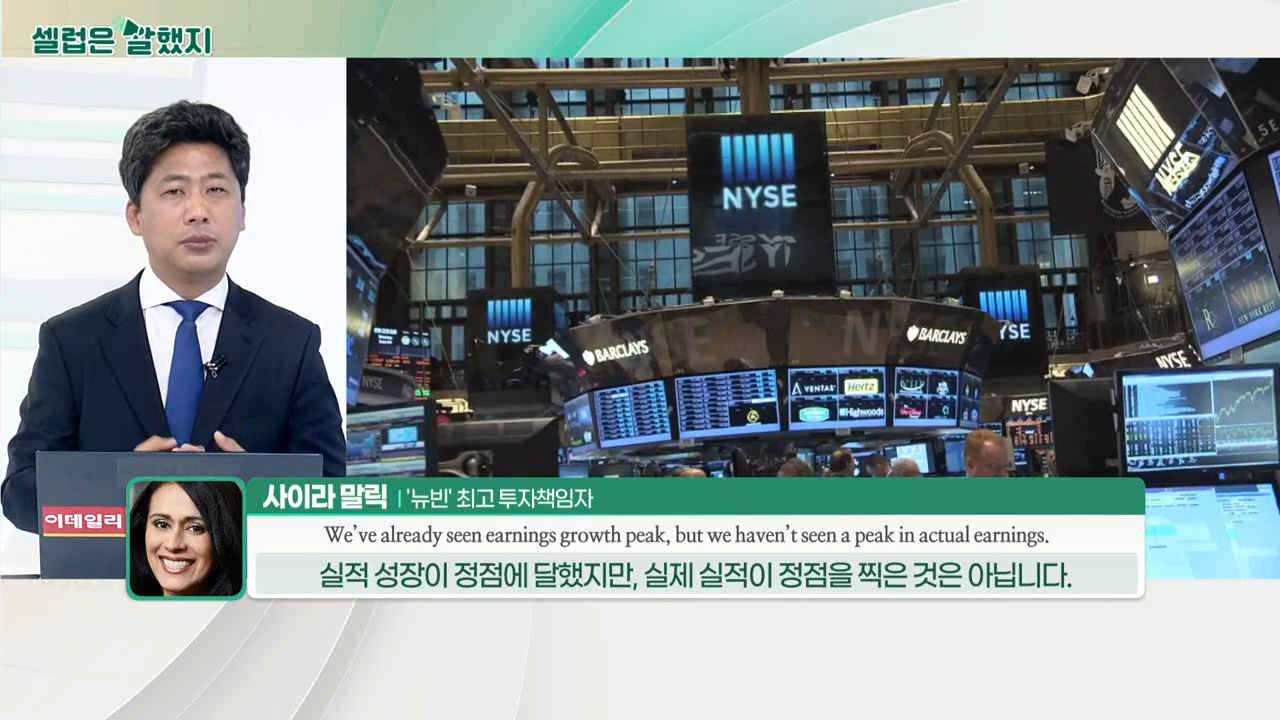 셀럽은 말했지
NYSE
NYSE
NYSE
BARCLAYS
BARCLAYS
NYSE
NYSE
NYSE
VENTAS
Hertz
Highwoods
이데일리
사이라 말릭 | '뉴빈' 최고 투자책임자
We've already seen earnings growth peak, but we haven't seen a peak in actual earnings.
실적 성장이 정점에 달했지만, 실제 실적이 정점을 찍은 것은 아닙니다.